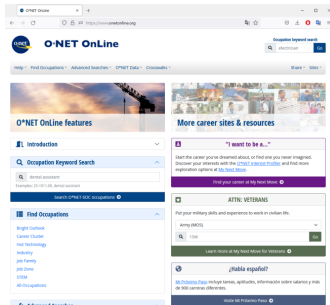 O*NET OnLine
https://www.onetonline.org
Occupation keyword search
onet
O*NET OnLine
electrician
Go
Help
Find Occupations
Advanced Searches
O*NET Data
Crosswalks
Share
Sites
O*NET OnLine features
More career sites & resources
Introduction
Occupation Keyword Search
dental assistant
Search O*NET-SOC occupations
Find Occupations
Bright Outlook
Career Cluster
Hot Technology
Industry
Job Family
Job Zone
STEM
All Occupations
Advanced Searches
"I want to be a..."
Start the career you've dreamed about, or find one you never imagined.
Discover your interests with the O*NET Interest Profiler and find more
exploration options at My Next Move.
Find your career at My Next Move
ATTN: VETERANS
Put your military skills and experience to work in civilian life.
Army (MOS)
Go
Learn more at My Next Move for Veterans
¿Habla español?
Mi Próximo Paso incluye tareas, aptitudes, información sobre salarios y más
de 900 carreras diferentes.
Visite Mi Próximo Paso